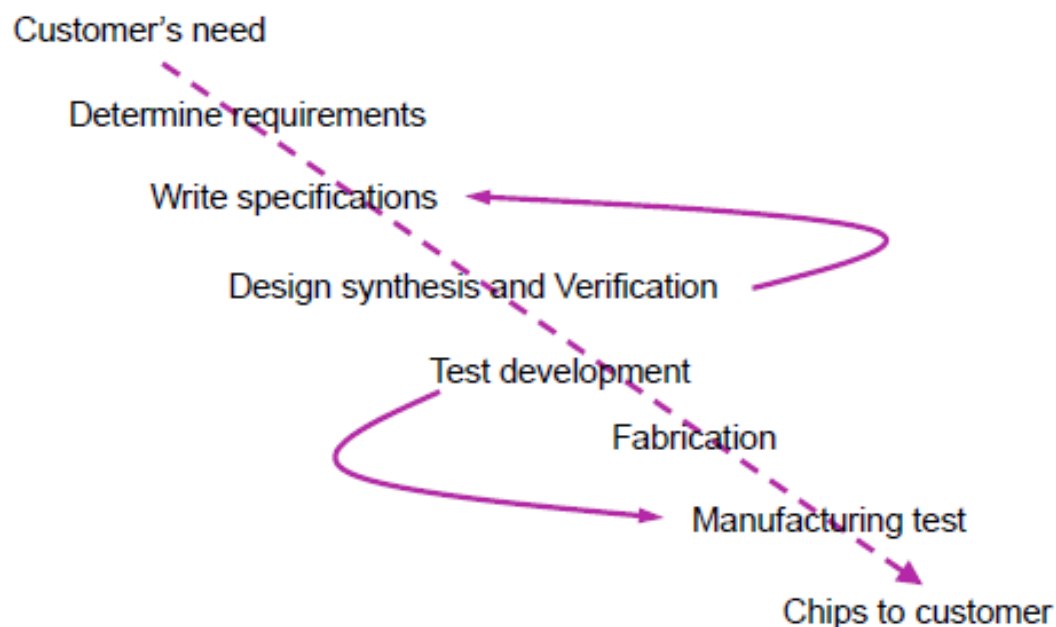 Customer’s need
Determine requirements
Write specifications
Design synthesis and Verification
Test development
Fabrication
Manufacturing test
Chips to customer